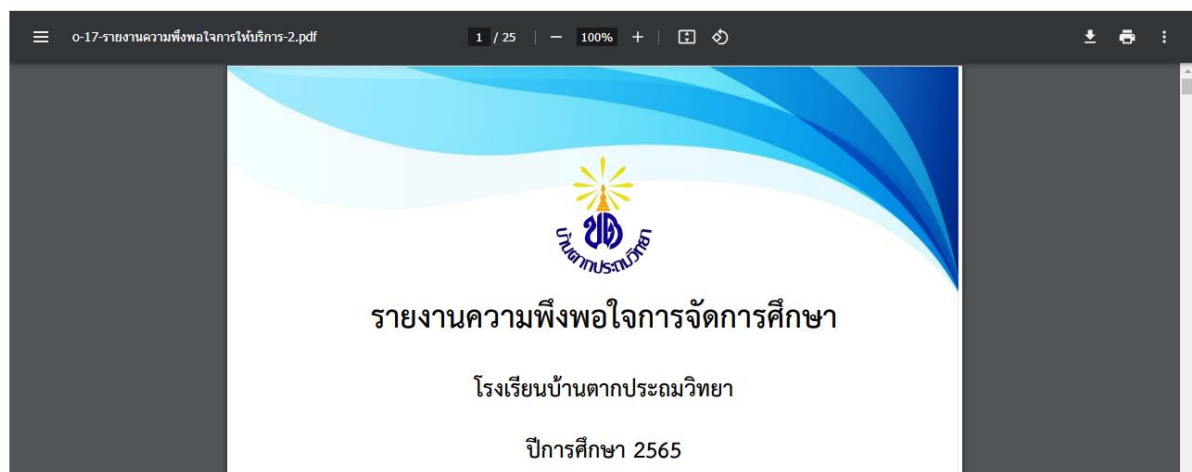 o-17-รายงานความพึงพอใจการให้บริการ-2.pdf 1 / 25 100%
บต
บ้านตากประถมวิทยา
รายงานความพึงพอใจการจัดการศึกษา
โรงเรียนบ้านตากประถมวิทยา
ปีการศึกษา 2565